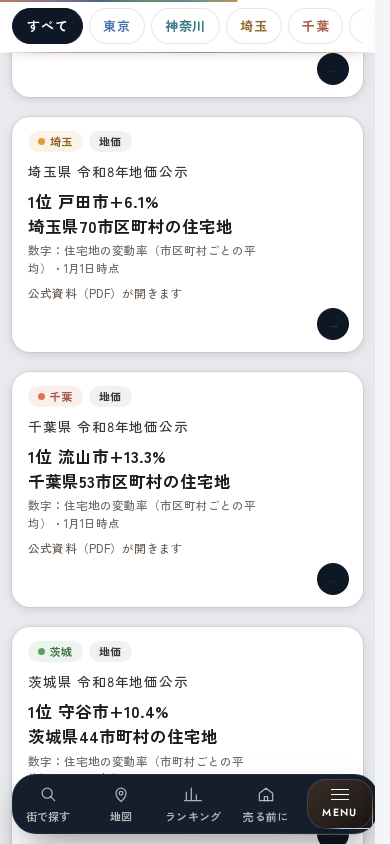 すべて 東京 神奈川 埼玉 千葉
→
埼玉 地価
埼玉県 令和8年地価公示
1位 戸田市+6.1%
埼玉県70市区町村の住宅地
数字：住宅地の変動率（市区町村ごとの平
均）・1月1日時点
公式資料（PDF）が開きます
→
千葉 地価
千葉県 令和8年地価公示
1位 流山市+13.3%
千葉県53市区町村の住宅地
数字：住宅地の変動率（市区町村ごとの平
均）・1月1日時点
公式資料（PDF）が開きます
→
茨城 地価
茨城県 令和8年地価公示
1位 守谷市+10.4%
茨城県44市町村の住宅地
数字：住宅地の変動率（市町村ごとの平
街で探す 地図 ランキング 売る前に MENU